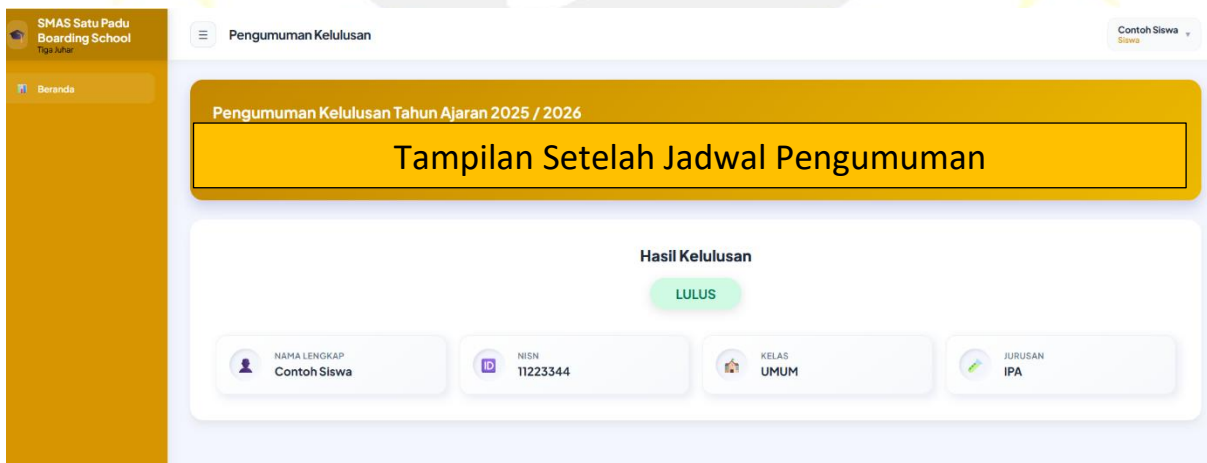 SMAS Satu Padu
Boarding School
Tiga Juhar
Pengumuman Kelulusan
Contoh Siswa
Siswa
Beranda
Pengumuman Kelulusan Tahun Ajaran 2025 / 2026
Tampilan Setelah Jadwal Pengumuman
Hasil Kelulusan
LULUS
NAMA LENGKAP
Contoh Siswa
NISN
11223344
KELAS
UMUM
JURUSAN
IPA